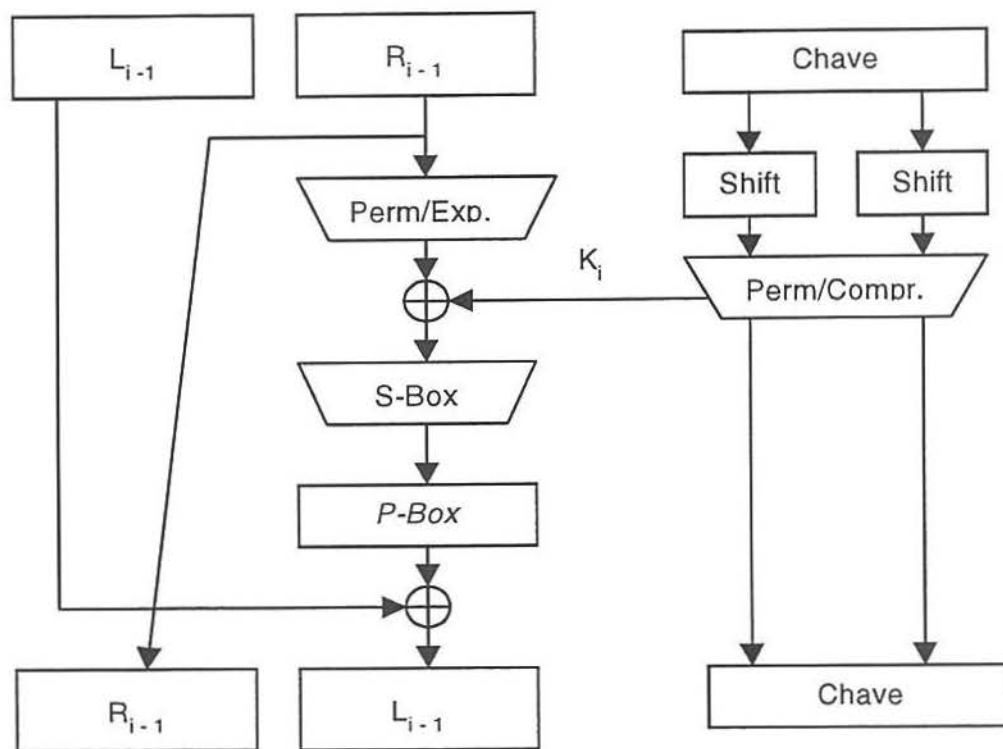 L i-1
R i-1
Chave
Shift
Shift
Perm/Exp.
K i
Perm/Compr.
S-Box
P-Box
R i-1
L i-1
Chave